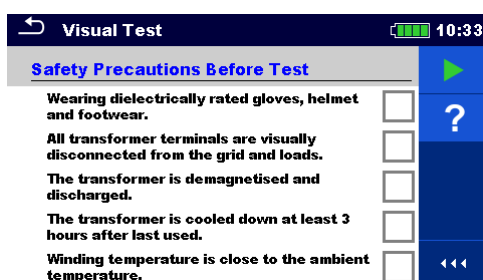 Visual Test
10:33
Safety Precautions Before Test
Wearing dielectrically rated gloves, helmet
and footwear.
All transformer terminals are visually
disconnected from the grid and loads.
The transformer is demagnetised and
discharged.
The transformer is cooled down at least 3
hours after last used.
Winding temperature is close to the ambient
temperature.
?